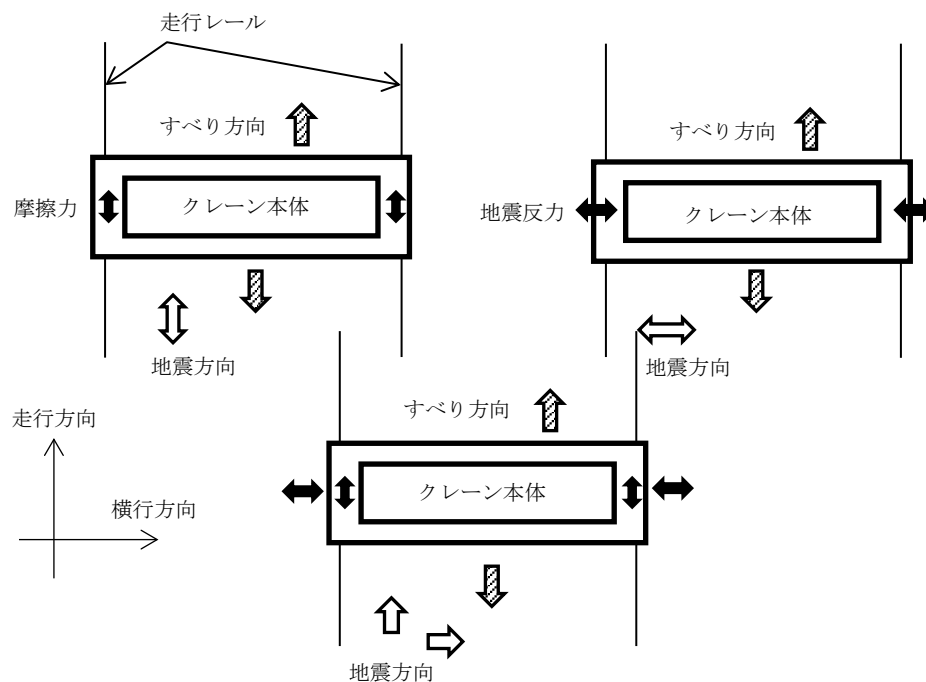 走行レール
すべり方向
摩擦力
クレーン本体
地震方向
すべり方向
地震反力
クレーン本体
地震方向
すべり方向
走行方向
クレーン本体
横行方向
地震方向